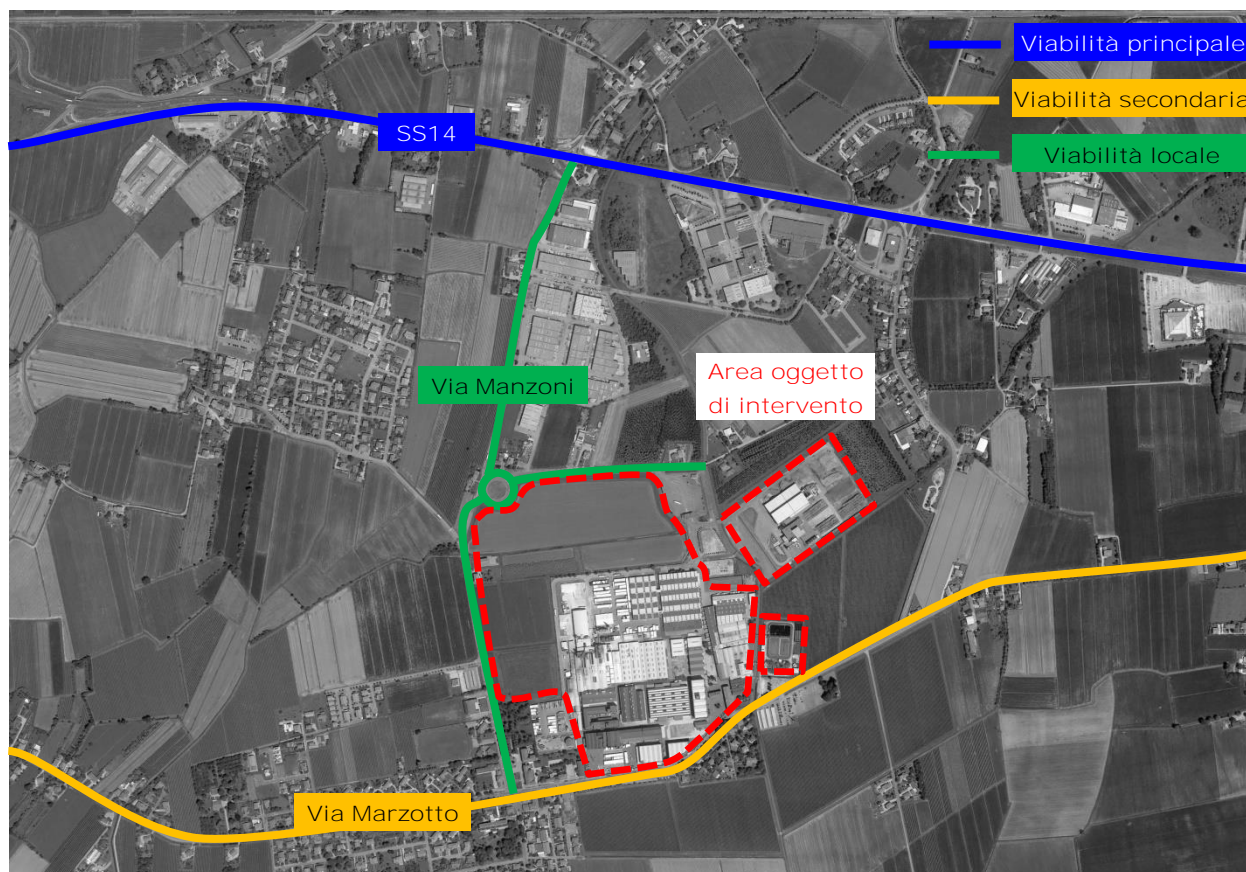 Viabilità principale
Viabilità secondaria
SS14
Viabilità locale
Via Manzoni
Area oggetto
di intervento
Via Marzotto